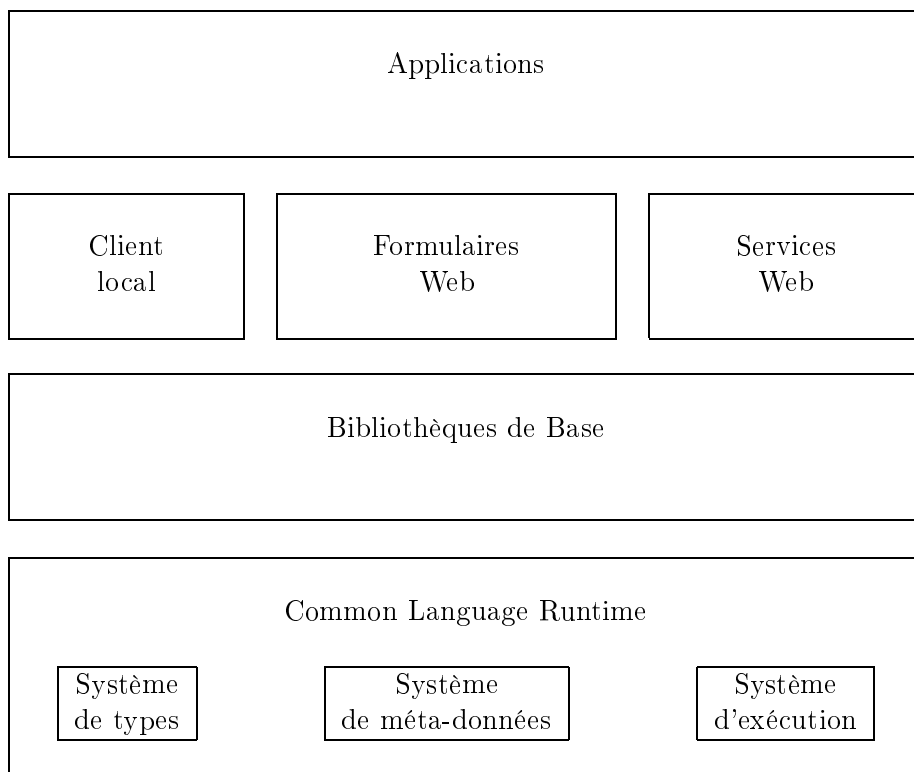 Applications
Client
local
Formulaires
Web
Services
Web
Bibliothèques de Base
Common Language Runtime
Système
de types
Système
de méta-données
Système
d'exécution